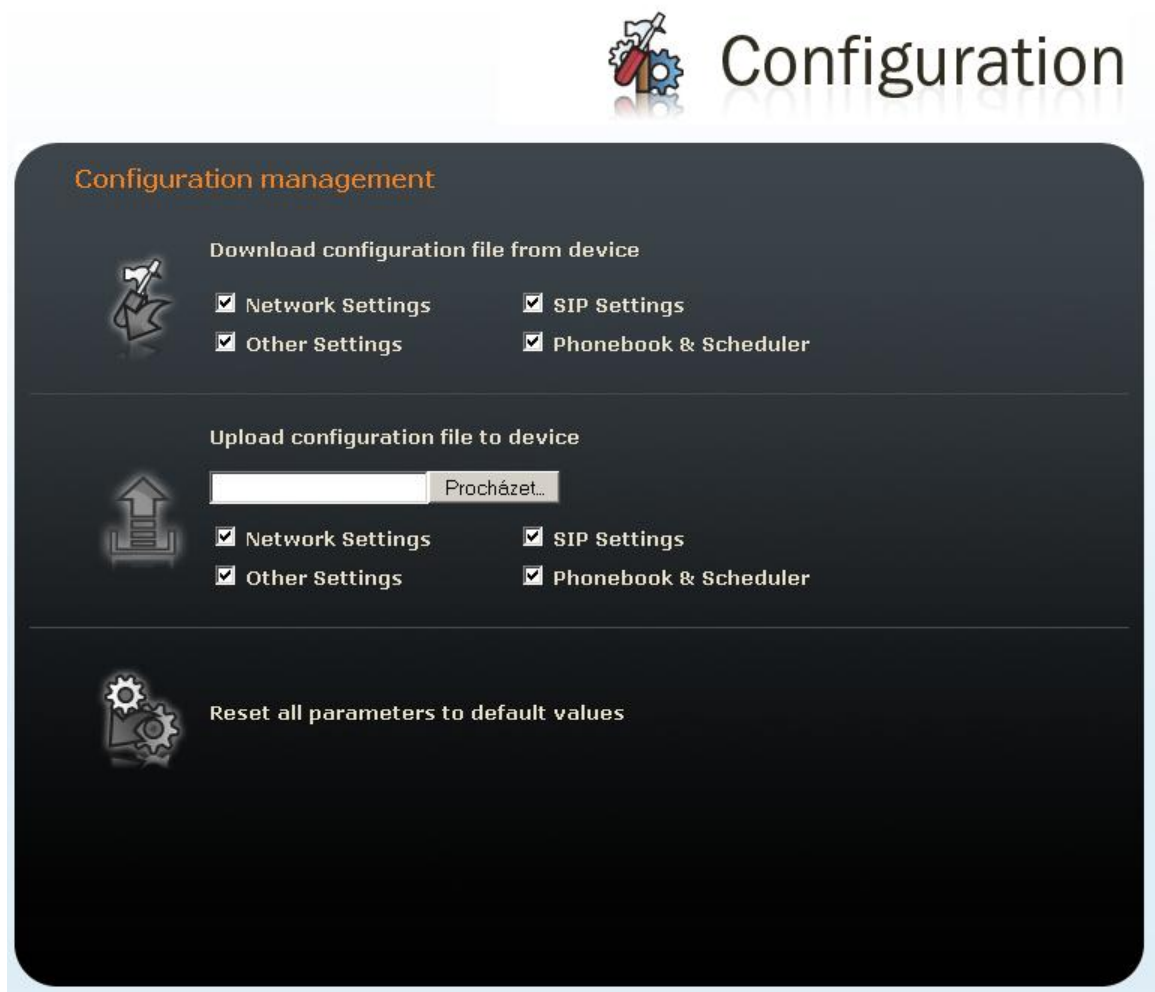 Configuration
Configuration management
Download configuration file from device
Network Settings
SIP Settings
Other Settings
Phonebook & Scheduler
Upload configuration file to device
Procházet...
Network Settings
SIP Settings
Other Settings
Phonebook & Scheduler
Reset all parameters to default values